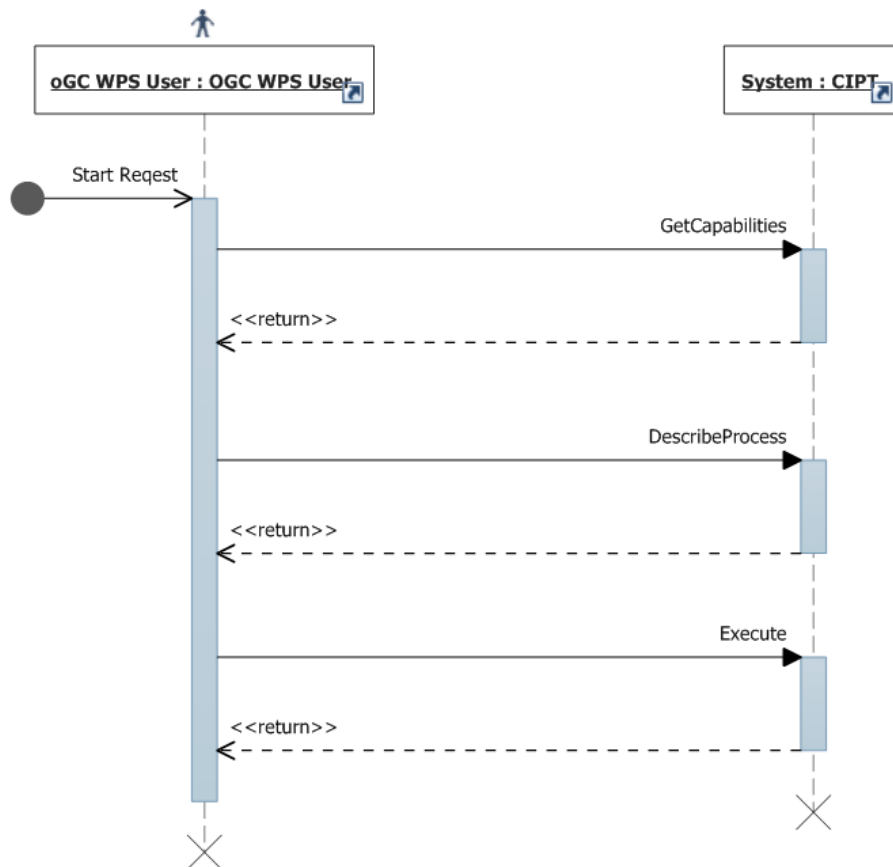 oGC WPS User : OGC WPS User
System : CIPT
Start Reqest
GetCapabilities
<<return>>
DescribeProcess
<<return>>
Execute
<<return>>